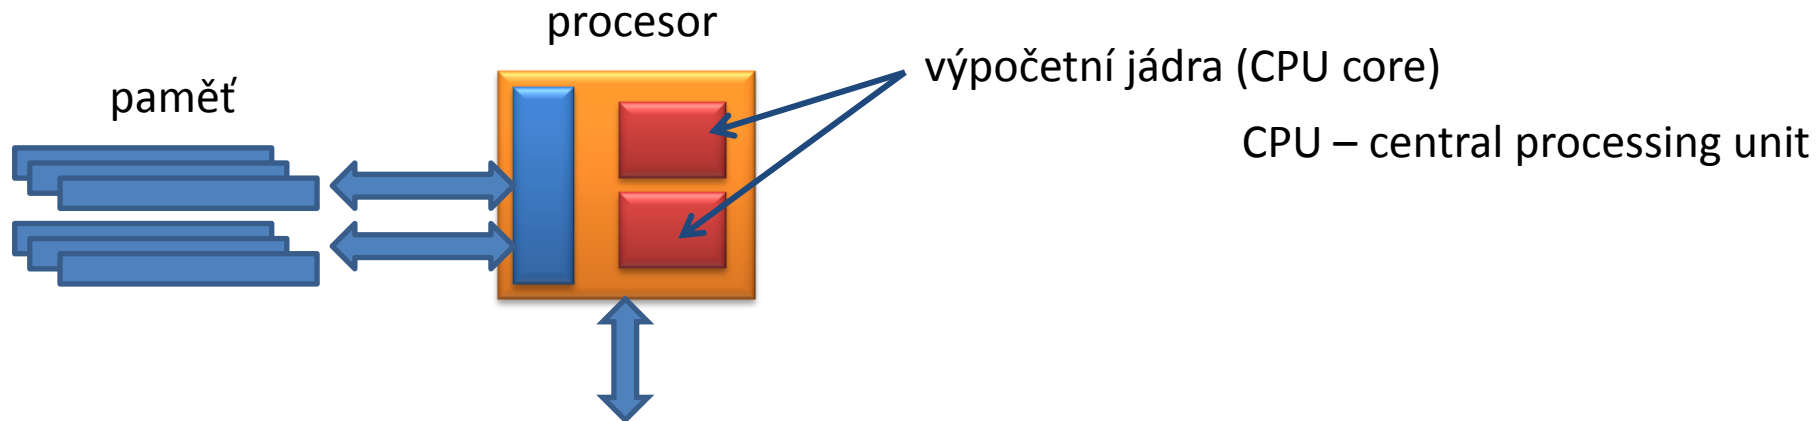 procesor
paměť
výpočetní jádra (CPU core)
CPU – central processing unit